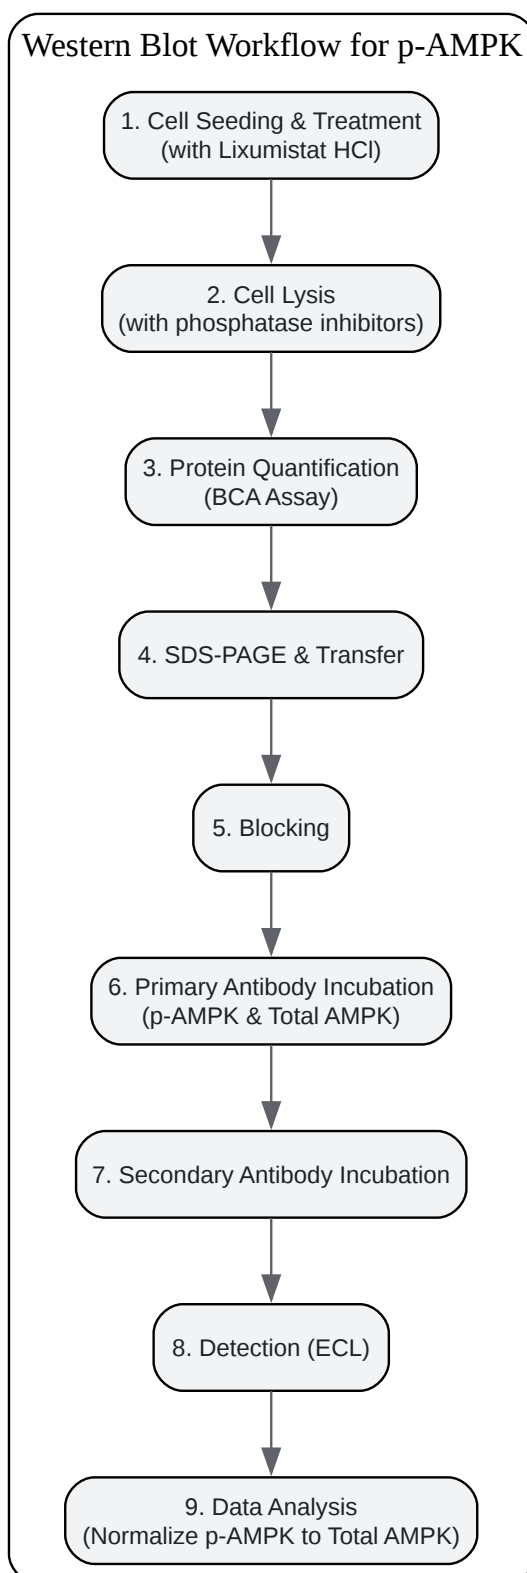 Western Blot Workflow for p-AMPK
1. Cell Seeding & Treatment
(with Lixumistat HCl)
2. Cell Lysis
(with phosphatase inhibitors)
3. Protein Quantification
(BCA Assay)
4. SDS-PAGE & Transfer
5. Blocking
6. Primary Antibody Incubation
(p-AMPK & Total AMPK)
7. Secondary Antibody Incubation
8. Detection (ECL)
9. Data Analysis
(Normalize p-AMPK to Total AMPK)